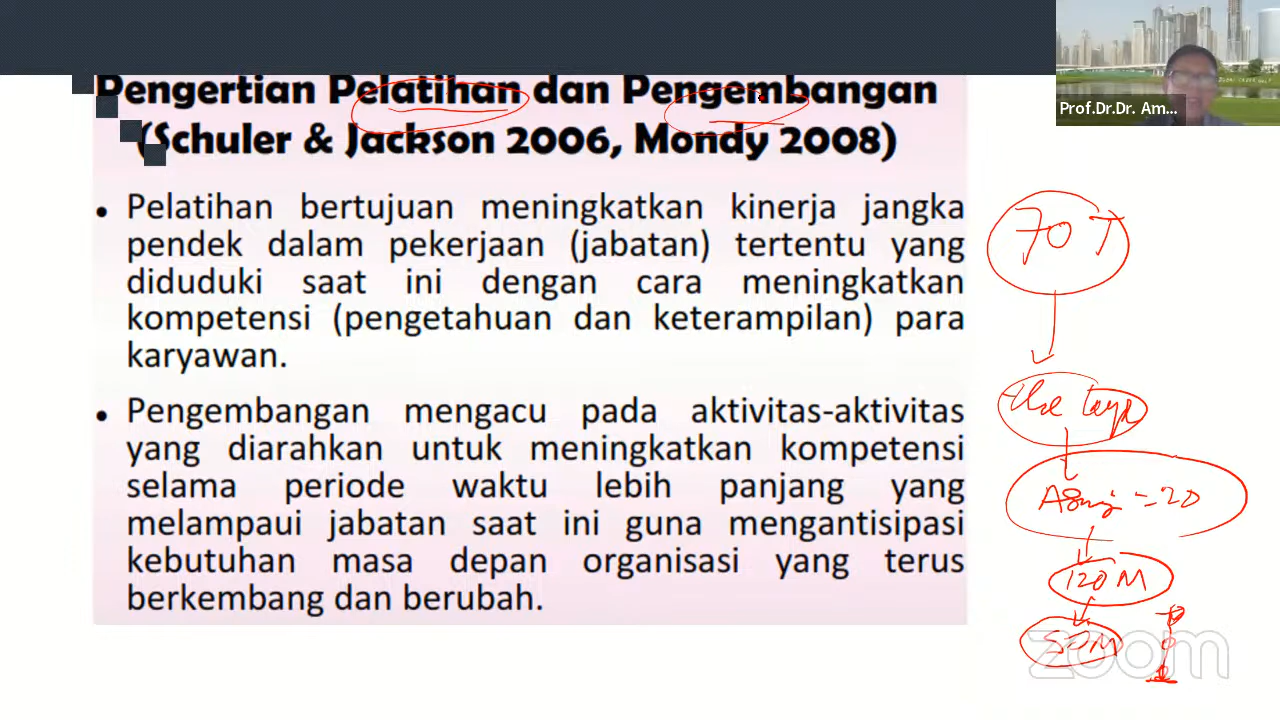 Pengertian Pelatihan dan Pengembangan
(Schuler & Jackson 2006, Mondy 2008)
Prof.Dr.Dr. Am...
• Pelatihan bertujuan meningkatkan kinerja jangka
pendek dalam pekerjaan (jabatan) tertentu yang
diduduki saat ini dengan cara meningkatkan
kompetensi (pengetahuan dan keterampilan) para
karyawan.
• Pengembangan mengacu pada aktivitas-aktivitas
yang diarahkan untuk meningkatkan kompetensi
selama periode waktu lebih panjang yang
melampaui jabatan saat ini guna mengantisipasi
kebutuhan masa depan organisasi yang terus
berkembang dan berubah.
70 T
= 20
120 M
SDM
zoom